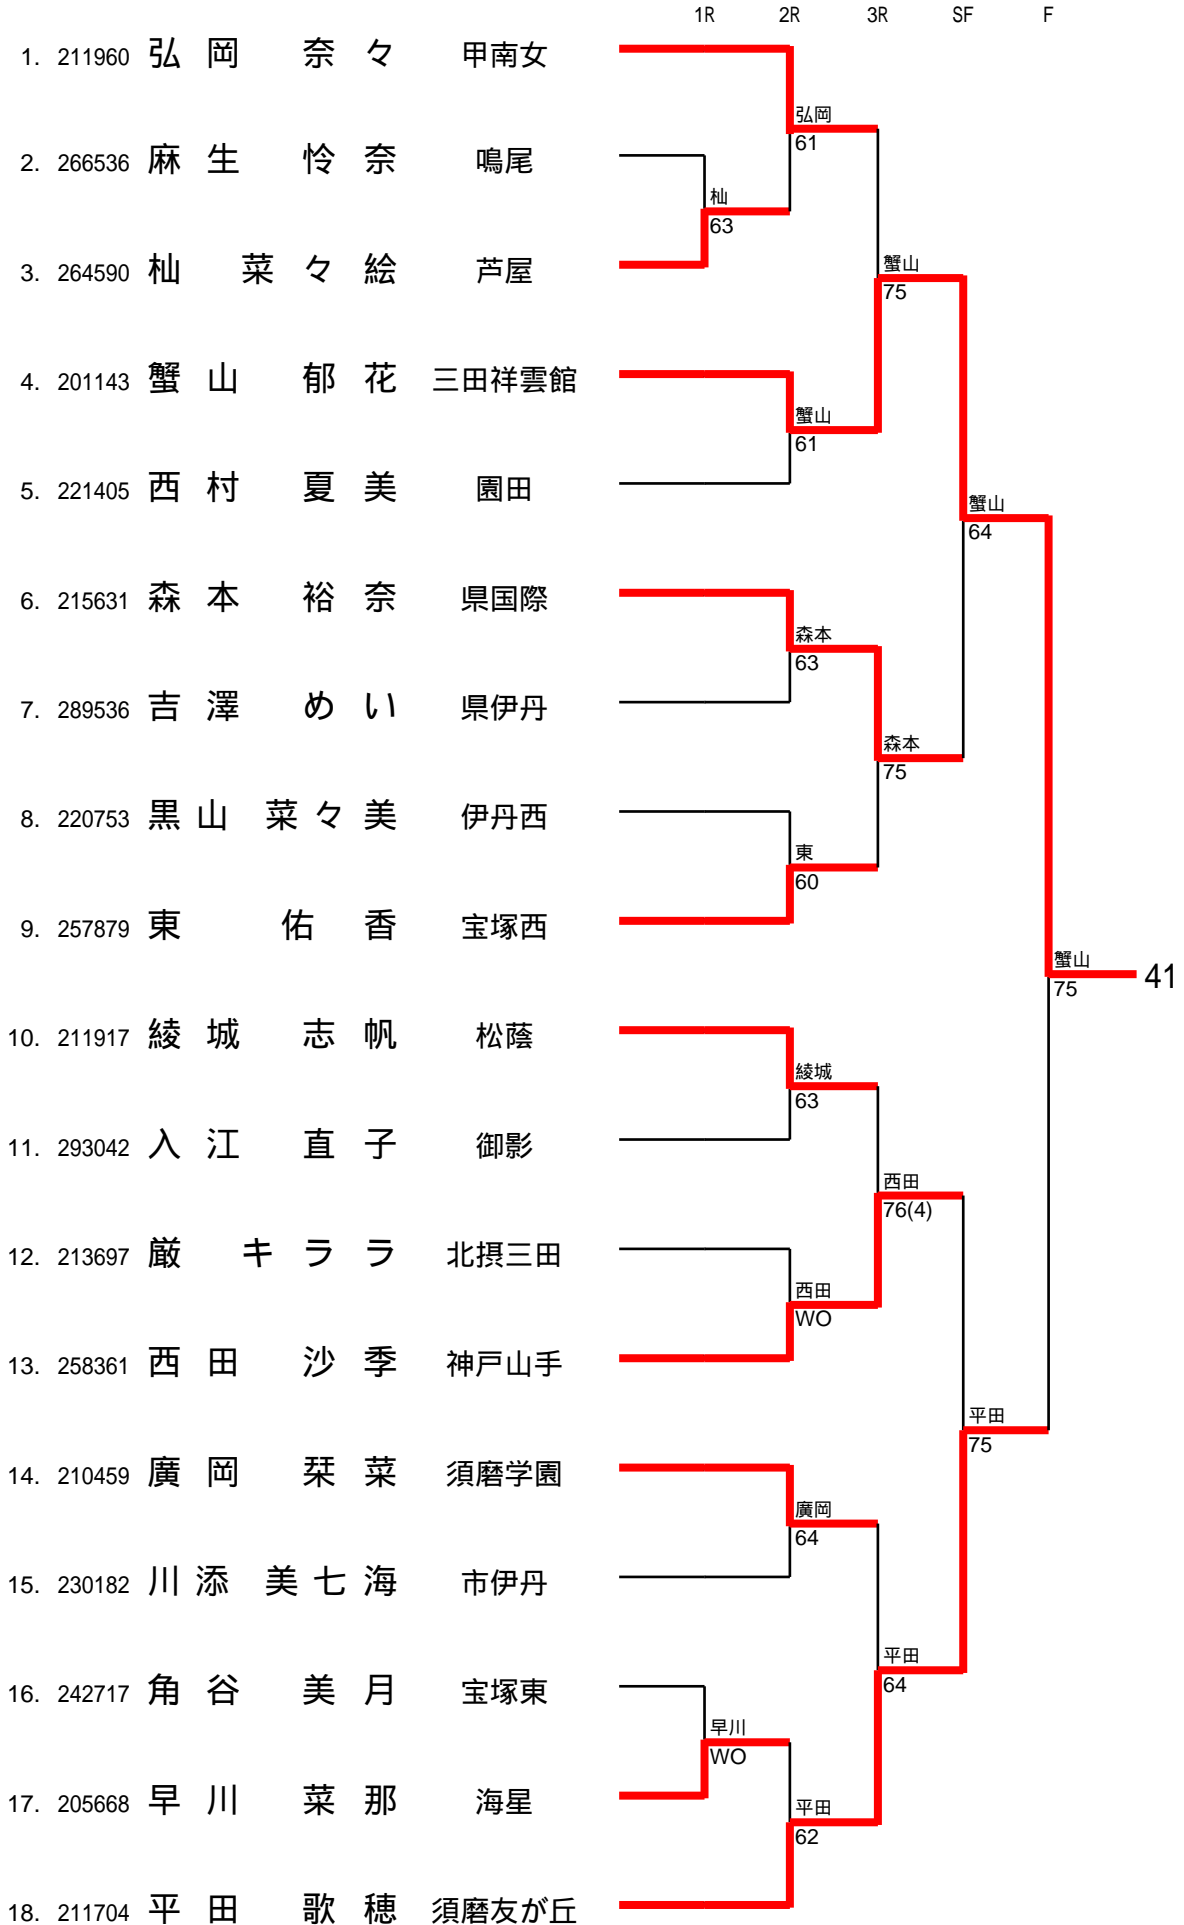 1R 2R 3R SF F
1. 211960 弘岡 奈々 甲南女
弘岡
61
2. 266536 麻生 怜奈 鳴尾
杣
63
3. 264590 杣 菜々絵 芦屋
蟹山
75
4. 201143 蟹山 郁花 三田祥雲館
蟹山
61
5. 221405 西村 夏美 園田
蟹山
64
6. 215631 森本 裕奈 県国際
森本
63
7. 289536 吉澤 めい 県伊丹
森本
75
8. 220753 黒山 菜々美 伊丹西
東
60
9. 257879 東 佑香 宝塚西
蟹山
75
41
10. 211917 綾城 志帆 松蔭
綾城
63
11. 293042 入江 直子 御影
西田
76(4)
12. 213697 厳 キララ 北摂三田
西田
WO
13. 258361 西田 沙季 神戸山手
平田
75
14. 210459 廣岡 栞菜 須磨学園
廣岡
64
15. 230182 川添 美七海 市伊丹
平田
64
16. 242717 角谷 美月 宝塚東
早川
WO
17. 205668 早川 菜那 海星
平田
62
18. 211704 平田 歌穂 須磨友が丘